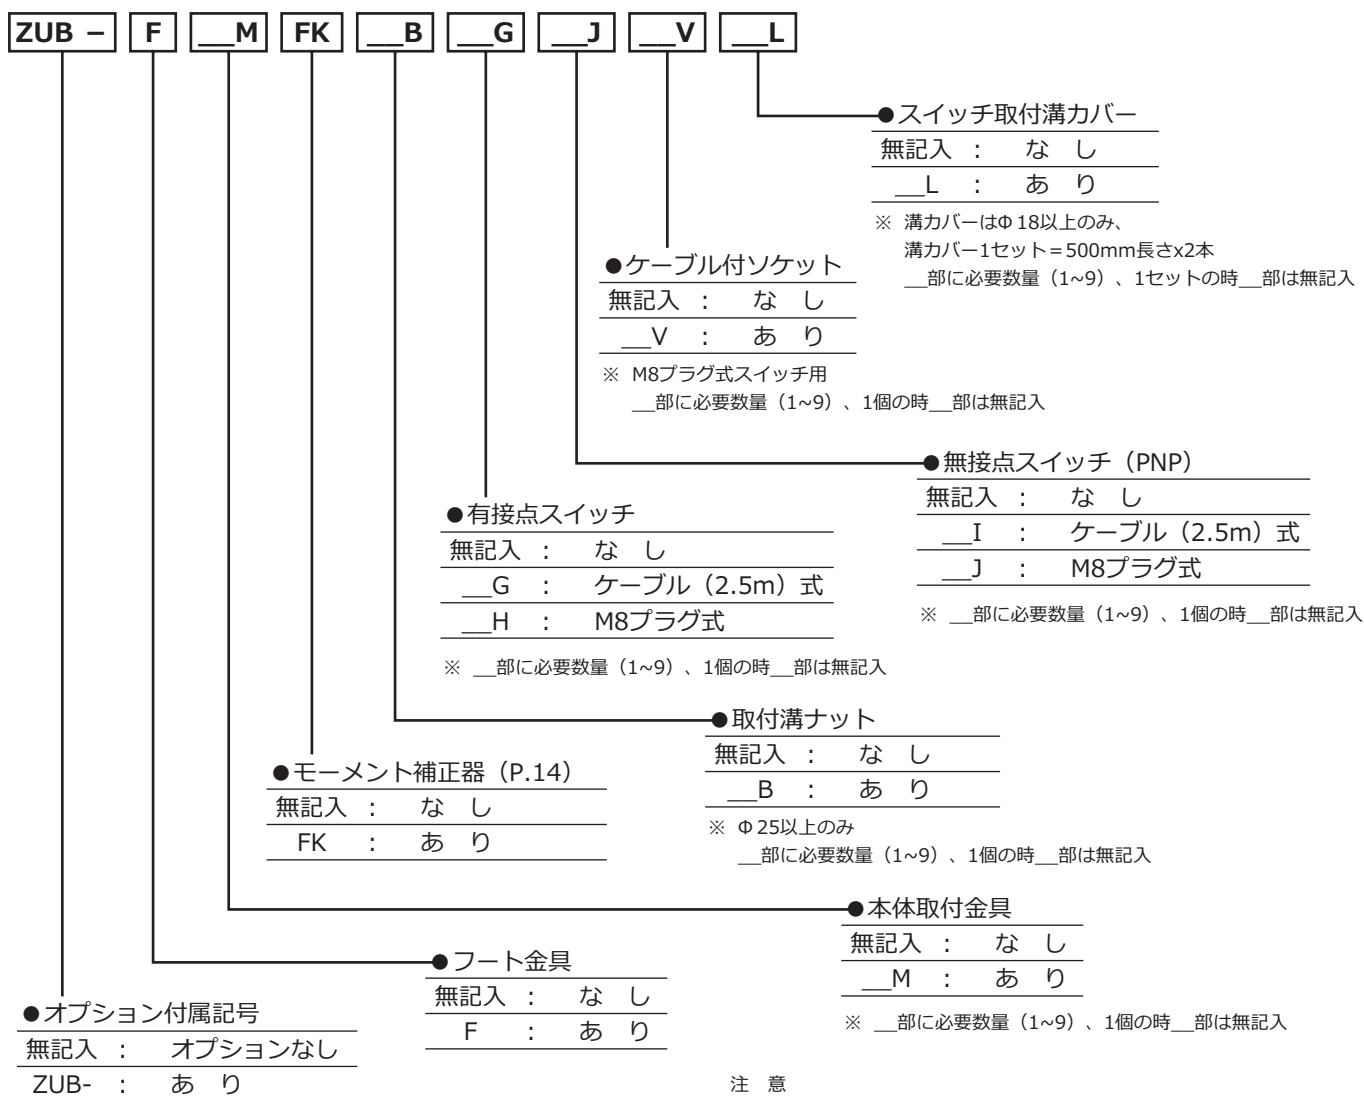 ZUB – F __M FK __B __G __J __V __L
●スイッチ取付溝カバー
無記入 : な し
__L : あ り
※ 溝カバーはΦ18以上のみ、
溝カバー1セット＝500mm長さx2本
__部に必要数量（1~9）、1セットの時__部は無記入
●ケーブル付ソケット
無記入 : な し
__V : あ り
※ M8プラグ式スイッチ用
__部に必要数量（1~9）、1個の時__部は無記入
●無接点スイッチ（PNP）
無記入 : な し
__I : ケーブル（2.5m）式
__J : M8プラグ式
※ __部に必要数量（1~9）、1個の時__部は無記入
●有接点スイッチ
無記入 : な し
__G : ケーブル（2.5m）式
__H : M8プラグ式
※ __部に必要数量（1~9）、1個の時__部は無記入
●取付溝ナット
無記入 : な し
__B : あ り
※ Φ25以上のみ
__部に必要数量（1~9）、1個の時__部は無記入
●モーメント補正器（P.14）
無記入 : な し
FK : あ り
●本体取付金具
無記入 : な し
__M : あ り
※ __部に必要数量（1~9）、1個の時__部は無記入
●フート金具
無記入 : な し
F : あ り
●オプション付属記号
無記入 : オプションなし
ZUB- : あ り
注 意